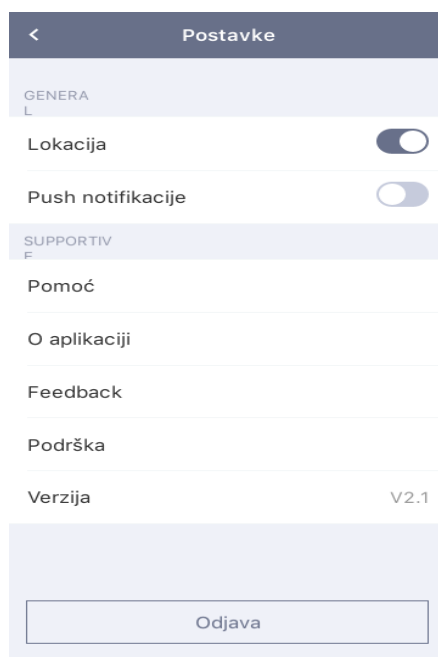 Postavke
GENERA
L
Lokacija
Push notifikacije
SUPPORTIV
E
Pomoć
O aplikaciji
Feedback
Podrška
Verzija V2.1
Odjava